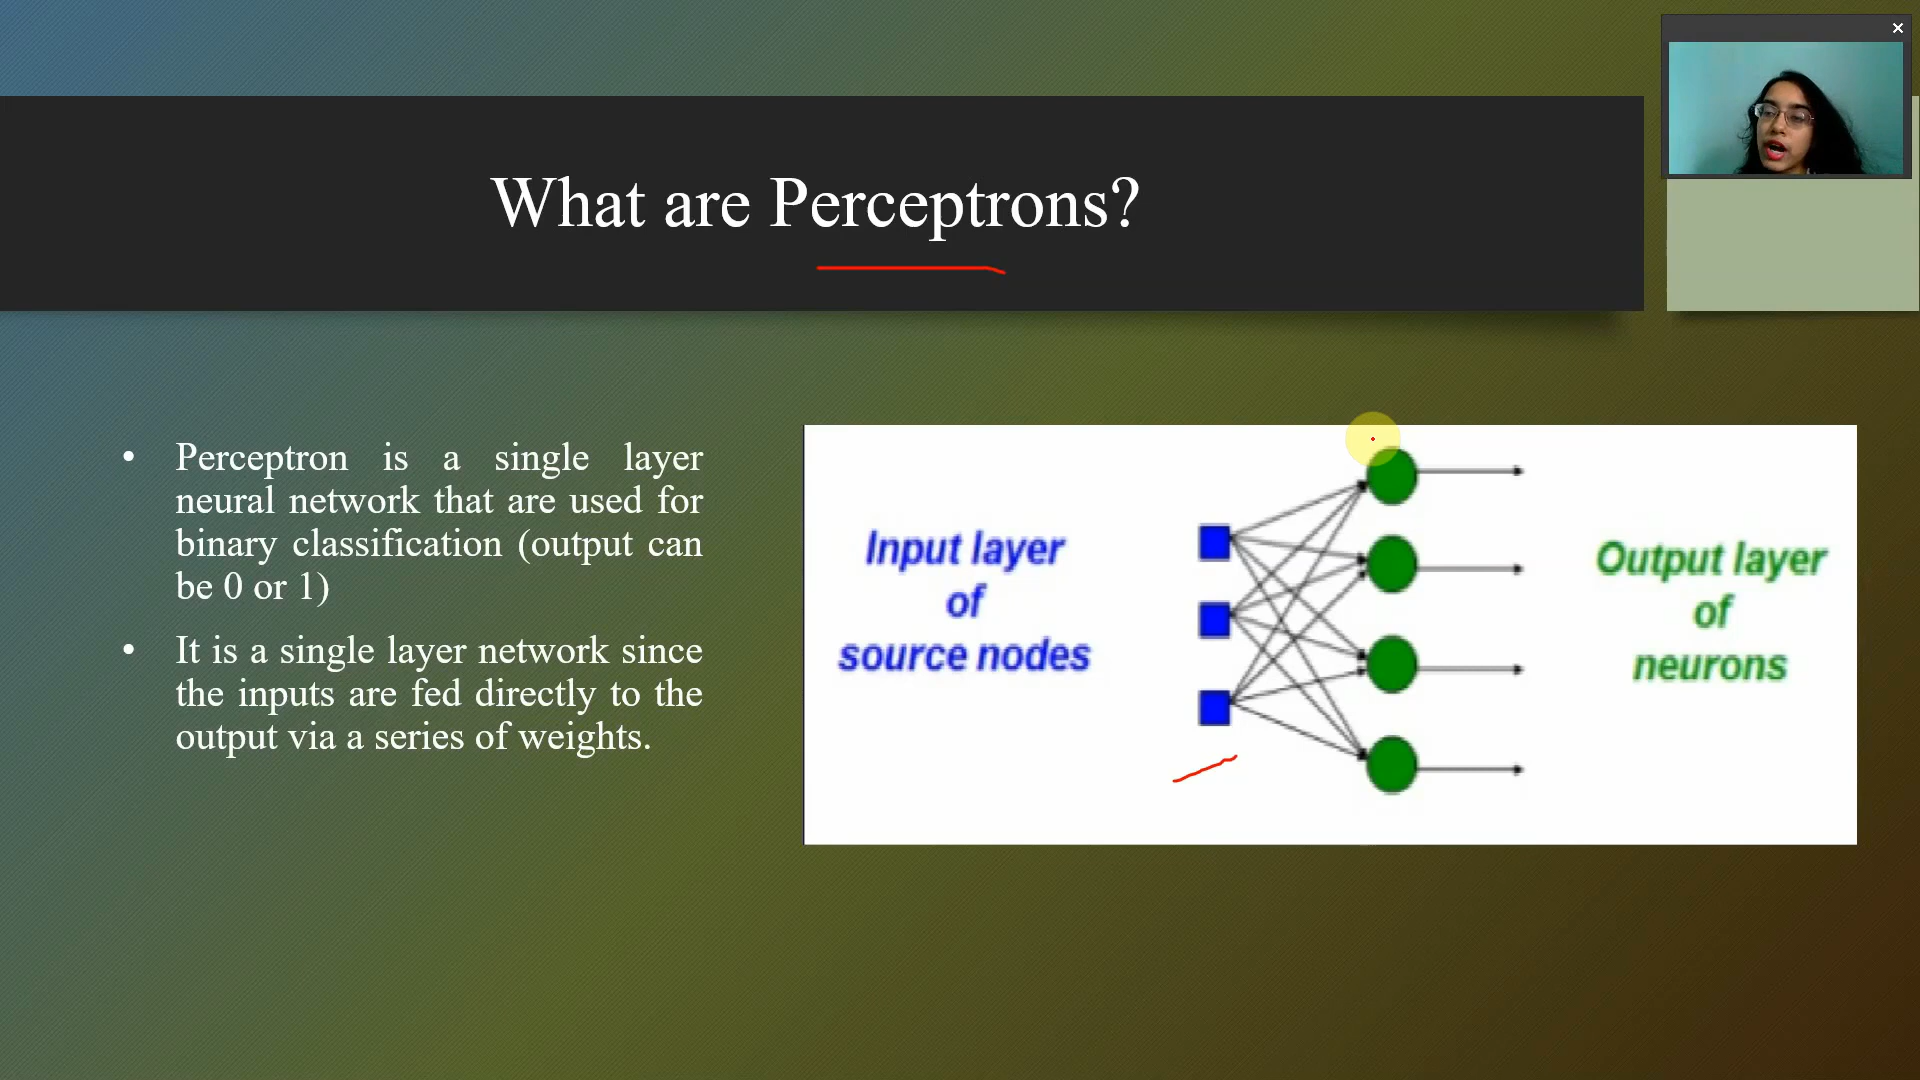 What are Perceptrons?
• Perceptron is a single layer
neural network that are used for
binary classification (output can
be 0 or 1)
• It is a single layer network since
the inputs are fed directly to the
output via a series of weights.
Input layer
of
source nodes
Output layer
of
neurons